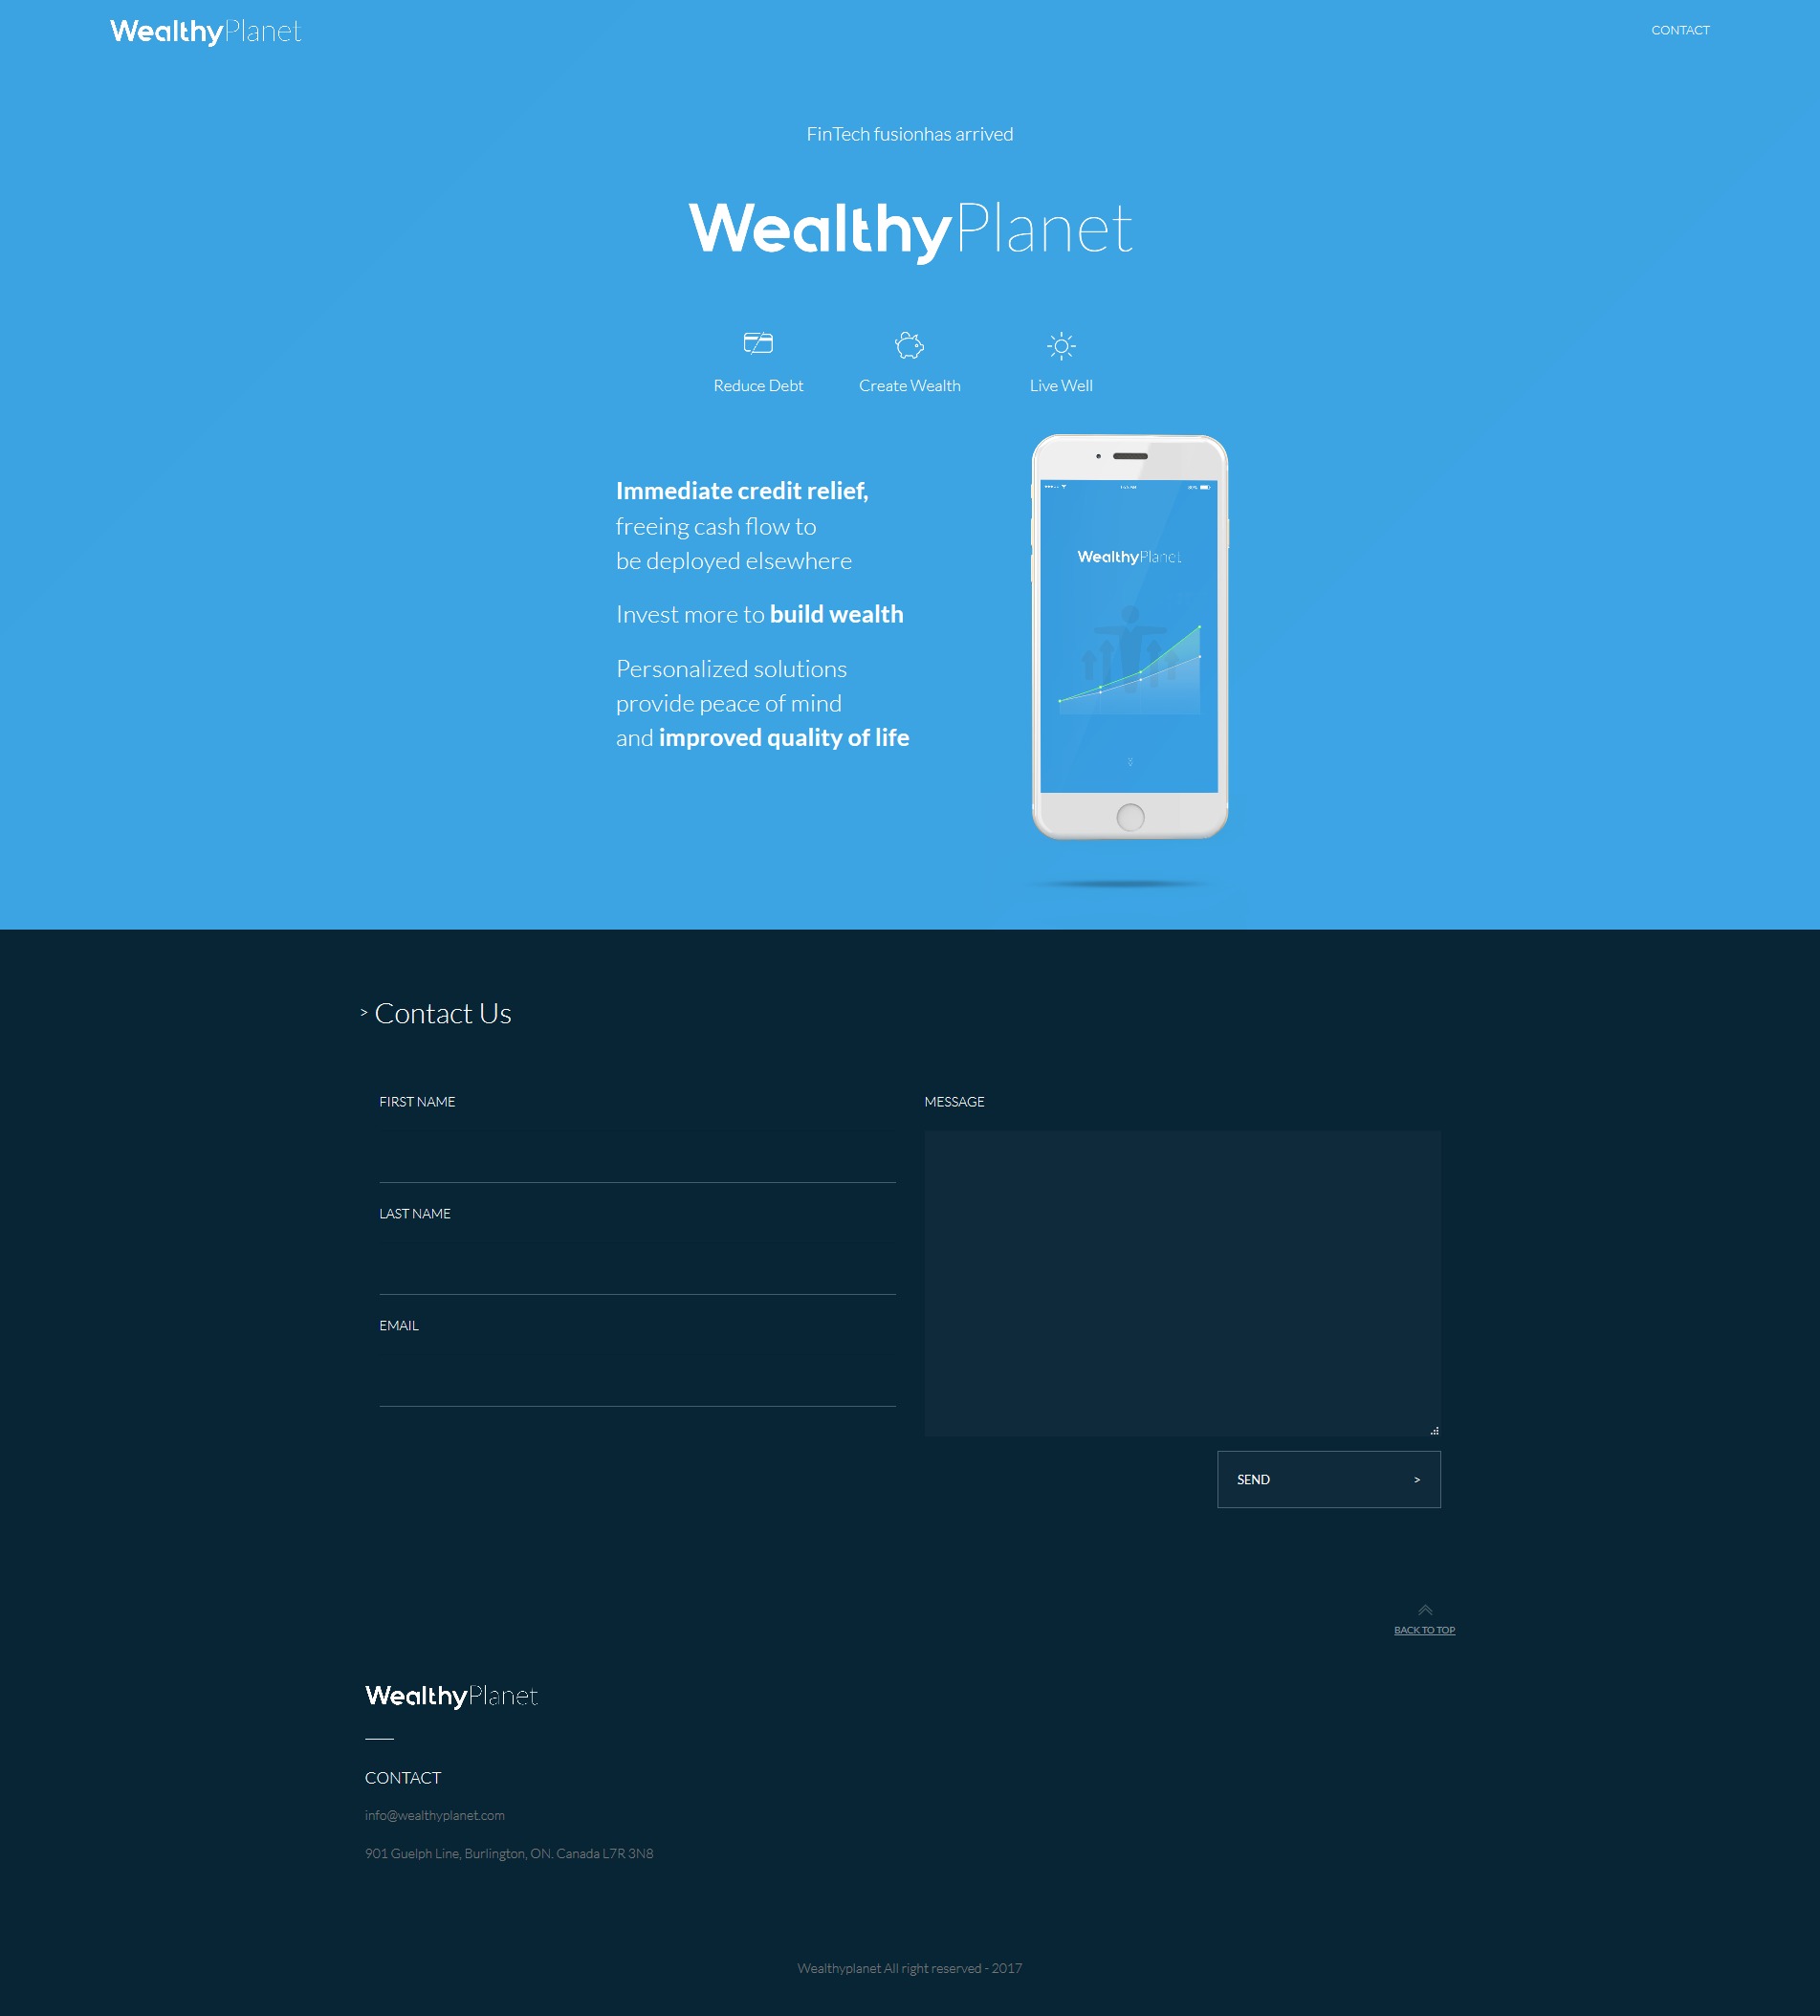 WealthyPlanet
CONTACT
FinTech fusionhas arrived
WealthyPlanet
Reduce Debt
Create Wealth
Live Well
Immediate credit relief,
freeing cash flow to
be deployed elsewhere
Invest more to build wealth
Personalized solutions
provide peace of mind
and improved quality of life
WealthyPlanet
> Contact Us
FIRST NAME
LAST NAME
EMAIL
MESSAGE
SEND >
BACK TO TOP
WealthyPlanet
CONTACT
info@wealthyplanet.com
901 Guelph Line, Burlington, ON. Canada L7R 3N8
Wealthyplanet All right reserved - 2017